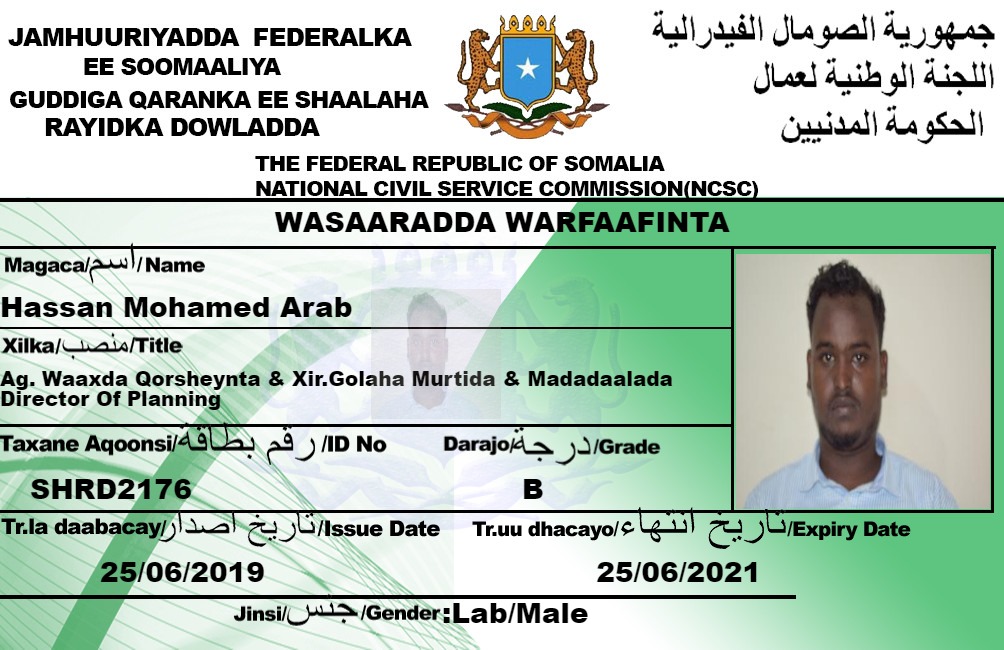 JAMHUURIYADDA FEDERALKA
EE SOOMAALIYA
GUDDIGA QARANKA EE SHAALAHA
RAYIDKA DOWLADDA
جمهورية الصومال الفيدرالية
اللجنة الوطنية لعمال
الحكومة المدنيين
THE FEDERAL REPUBLIC OF SOMALIA
NATIONAL CIVIL SERVICE COMMISSION(NCSC)
WASAARADDA WARFAAFINTA
Magaca/اسم/Name
Hassan Mohamed Arab
Xilka/منصب/Title
Ag. Waaxda Qorsheynta & Xir.Golaha Murtida & Madadaalada
Director Of Planning
Taxane Aqoonsi/رقم بطاقة/ID No Darajo/درجة/Grade
SHRD2176 B
Tr.la daabacay/تاريخ اصدار/Issue Date Tr.uu dhacayo/تاريخ انتهاء/Expiry Date
25/06/2019 25/06/2021
Jinsi/جنس/Gender:Lab/Male